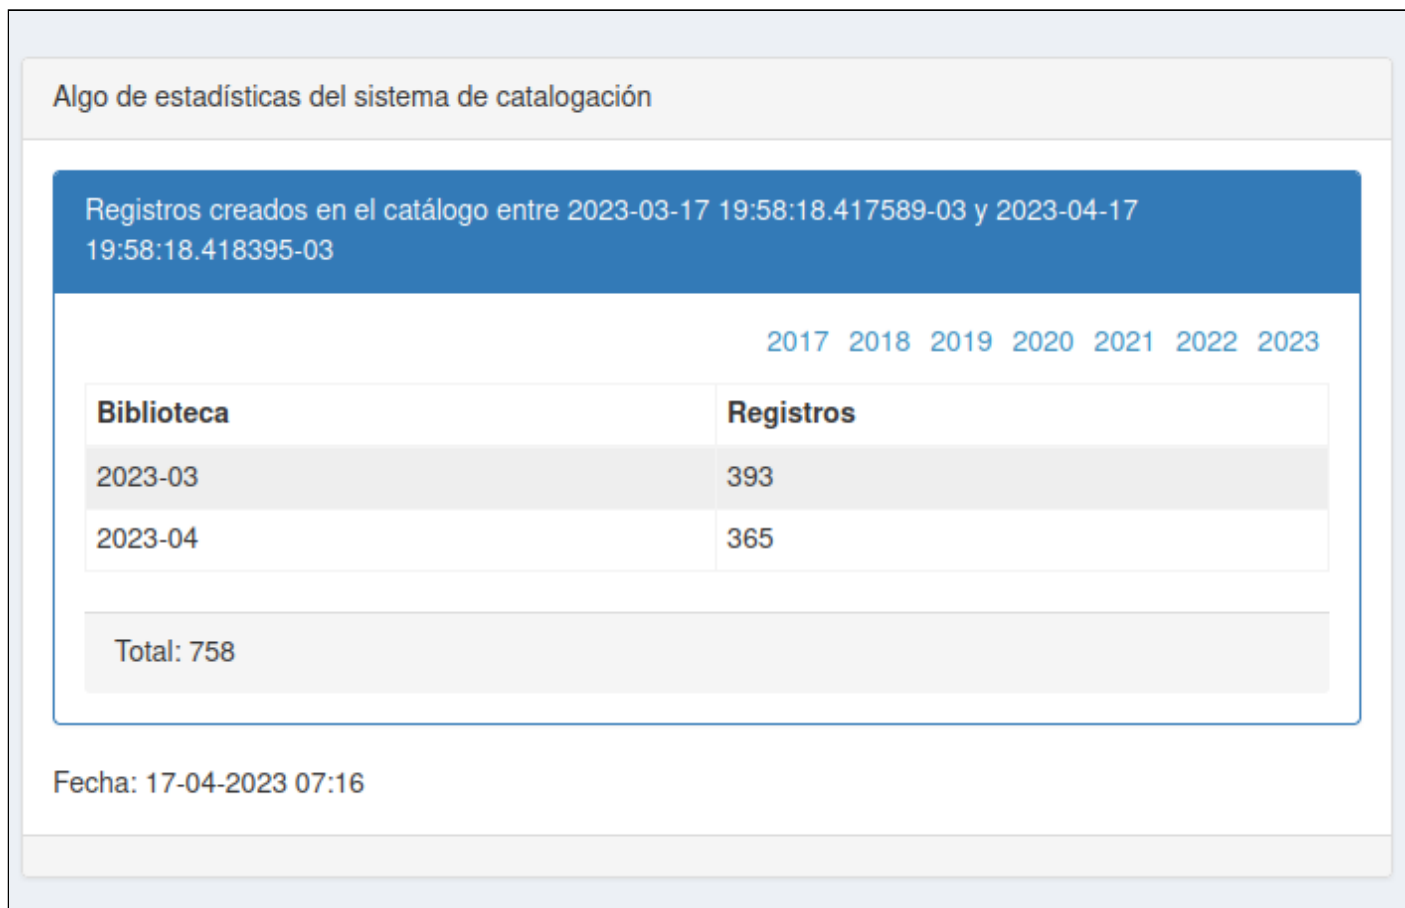 Algo de estadísticas del sistema de catalogación
Registros creados en el catálogo entre 2023-03-17 19:58:18.417589-03 y 2023-04-17
19:58:18.418395-03
2017 2018 2019 2020 2021 2022 2023
Biblioteca Registros
2023-03 393
2023-04 365
Total: 758
Fecha: 17-04-2023 07:16